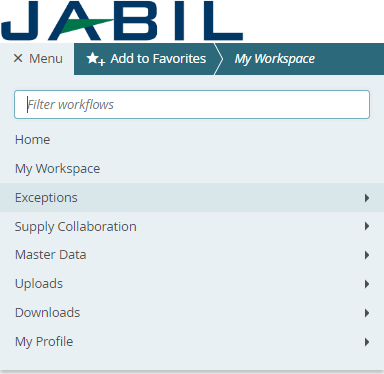 JABIL
Menu Add to Favorites My Workspace
Filter workflows
Home
My Workspace
Exceptions
Supply Collaboration
Master Data
Uploads
Downloads
My Profile